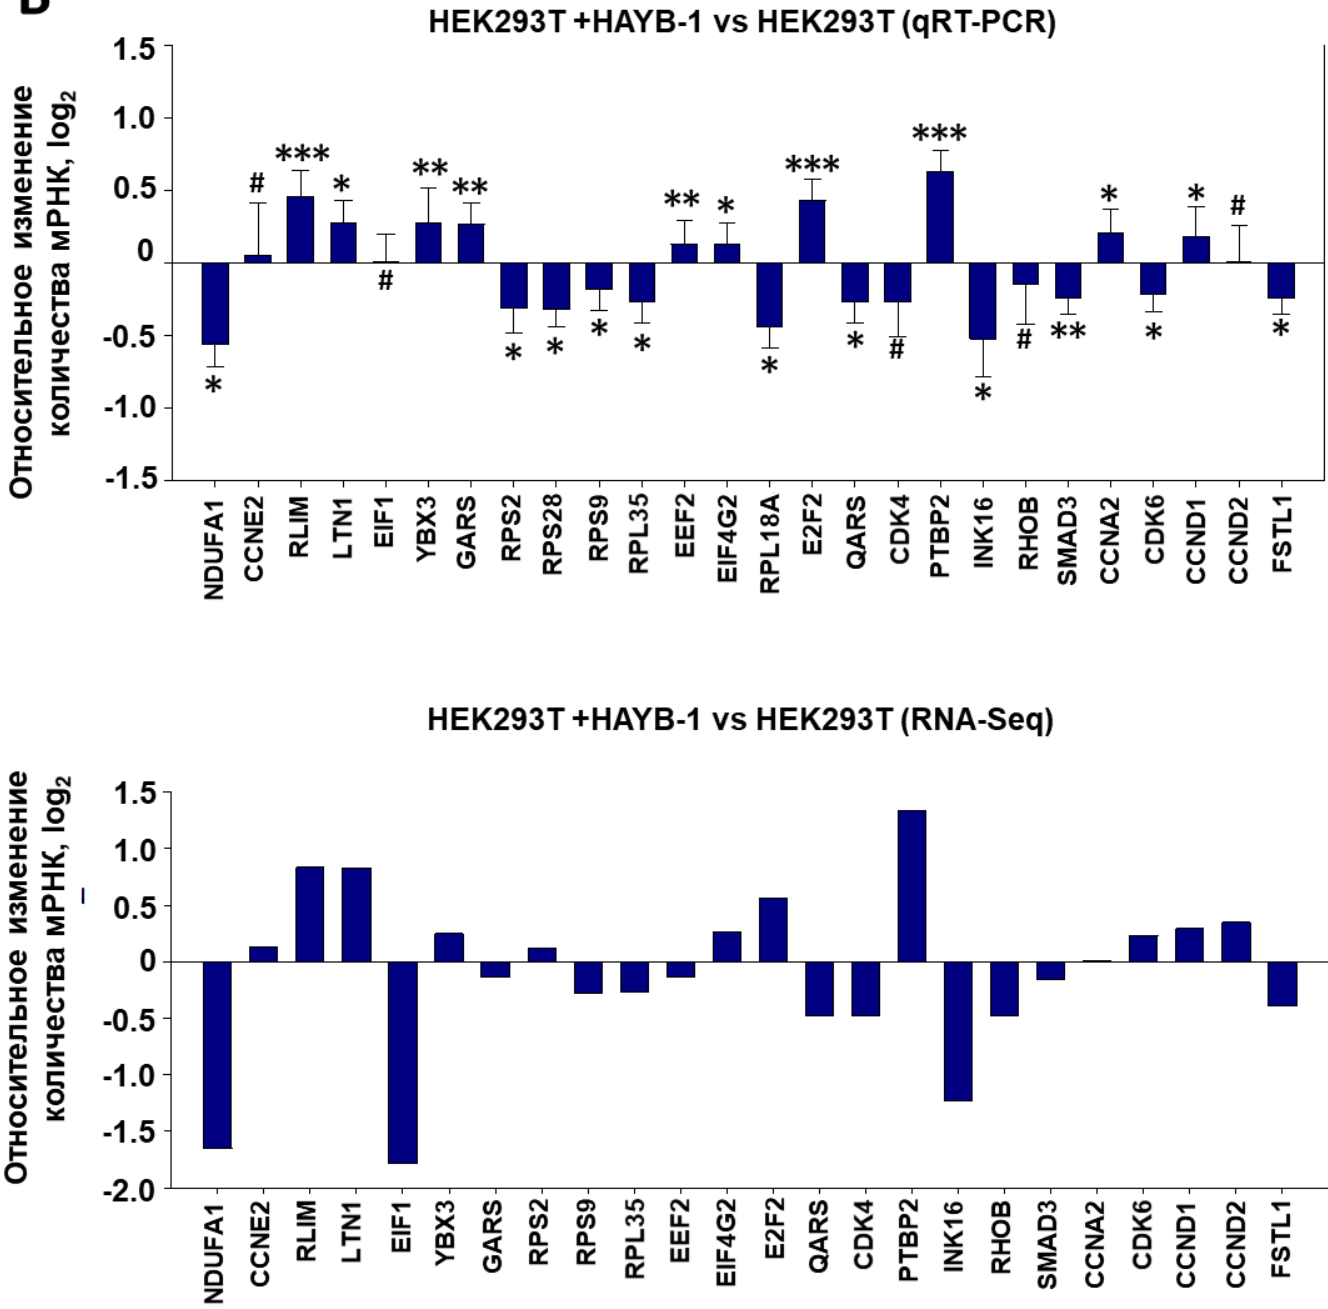 В
HEK293T +НАУВ-1 vs HEK293T (qRT-PCR)
Относительное изменение
количества мРНК, log2
1.5
1.0
0.5
0
-0.5
-1.0
-1.5
* # *** * # ** ** * * * * ** * * *** * # *** * # ** * * * # *
NDUFA1 CCNE2 RLIM LTN1 EIF1 YBX3 GARS RPS2 RPS28 RPS9 RPL35 EEF2 EIF4G2 RPL18A E2F2 QARS CDK4 PTBP2 INK16 RHOB SMAD3 CCNA2 CDK6 CCND1 CCND2 FSTL1
HEK293T +НАУВ-1 vs HEK293T (RNA-Seq)
Относительное изменение
количества мРНК, log2
1.5
1.0
0.5
0
-0.5
-1.0
-1.5
-2.0
NDUFA1 CCNE2 RLIM LTN1 EIF1 YBX3 GARS RPS2 RPS9 RPL35 EEF2 EIF4G2 E2F2 QARS CDK4 PTBP2 INK16 RHOB SMAD3 CCNA2 CDK6 CCND1 CCND2 FSTL1